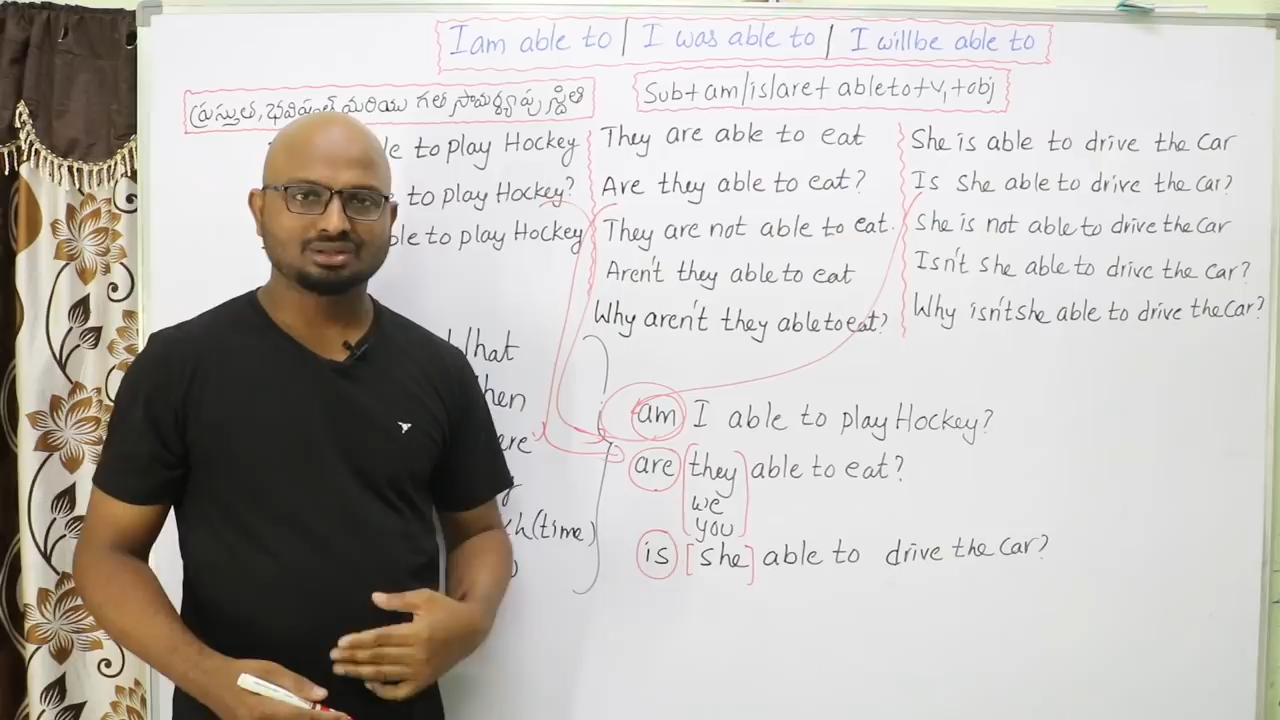 I am able to | I was able to | I will be able to
ప్రస్తుత, భవిష్యత్ మరియు గత సామర్థ్యపు స్థితి
Sub + am/is/are + able to + V1 + obj
le to play Hockey
to play Hockey?
ble to play Hockey
They are able to eat
Are they able to eat?
They are not able to eat.
Aren't they able to eat
Why aren't they able to eat?
She is able to drive the Car
Is She able to drive the Car?
She is not able to drive the Car
Isn't she able to drive the Car?
Why isn't she able to drive the Car?
What
hen
ere
y
ch (time)
am I able to play Hockey?
are they able to eat?
we
you
is [she] able to drive the Car?